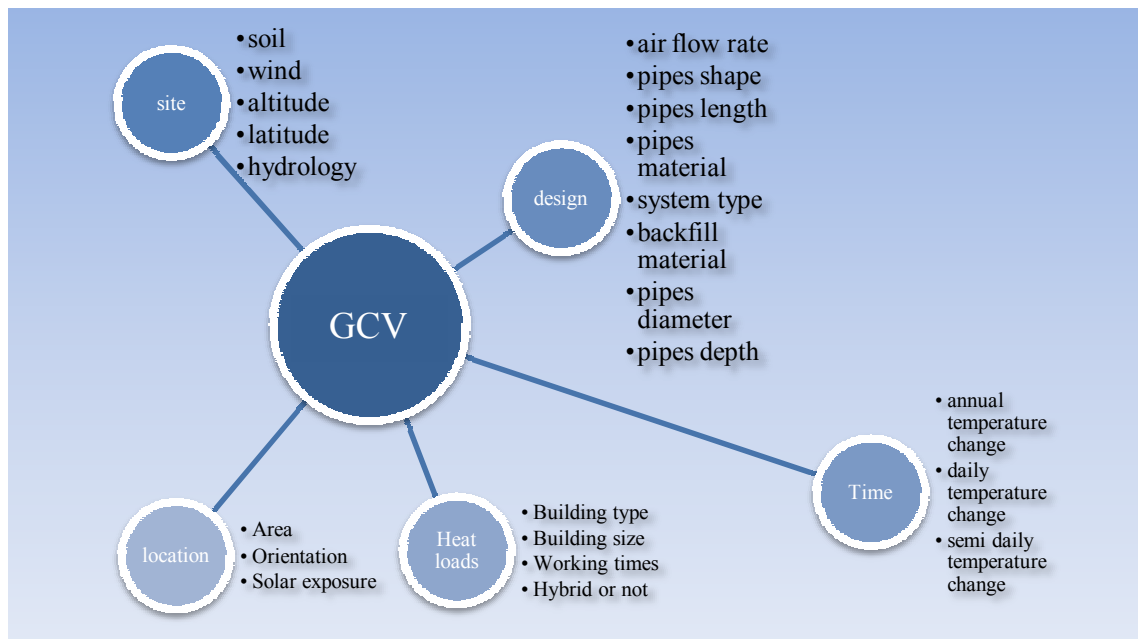 site
• soil
• wind
• altitude
• latitude
• hydrology
design
• air flow rate
• pipes shape
• pipes length
• pipes
material
• system type
• backfill
material
• pipes
diameter
• pipes depth
GCV
Time
• annual
temperature
change
• daily
temperature
change
• semi daily
temperature
change
Heat
loads
• Building type
• Building size
• Working times
• Hybrid or not
location
• Area
• Orientation
• Solar exposure